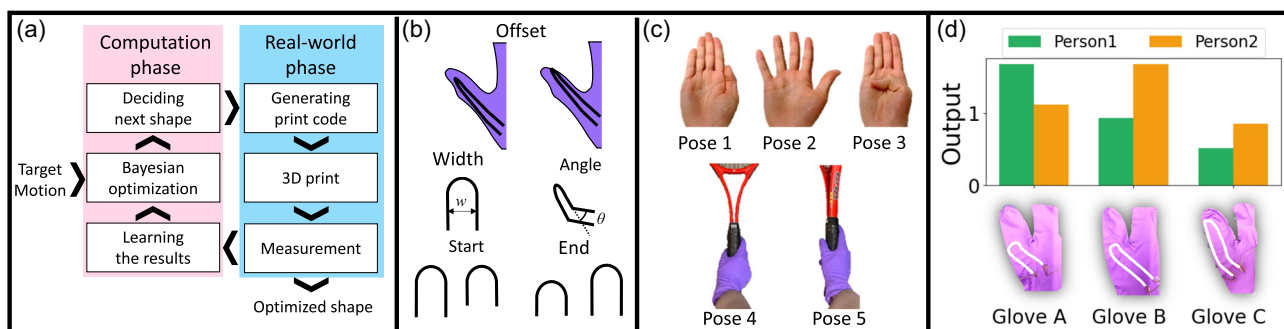 (a)
Computation
phase
Real-world
phase
Deciding
next shape
Generating
print code
Target
Motion
Bayesian
optimization
3D print
Learning
the results
Measurement
Optimized shape
(b)
Offset
Width
Angle
w
θ
Start
End
(c)
Pose 1
Pose 2
Pose 3
Pose 4
Pose 5
(d)
Person1
Person2
Output
1
0
Glove A
Glove B
Glove C